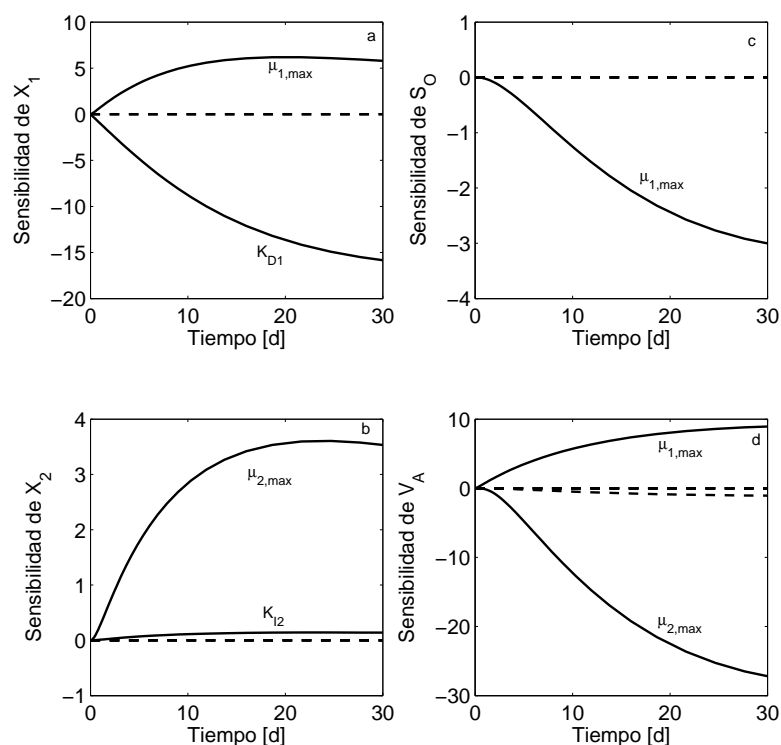 a
Sensibilidad de X1
10
5
0
−5
−10
−15
−20
μ1,max
KD1
0 10 20 30
Tiempo [d]
c
Sensibilidad de SO
1
0
−1
−2
−3
−4
μ1,max
0 10 20 30
Tiempo [d]
b
Sensibilidad de X2
4
3
2
1
0
−1
μ2,max
KI2
0 10 20 30
Tiempo [d]
d
Sensibilidad de VA
10
0
−10
−20
−30
μ1,max
μ2,max
0 10 20 30
Tiempo [d]